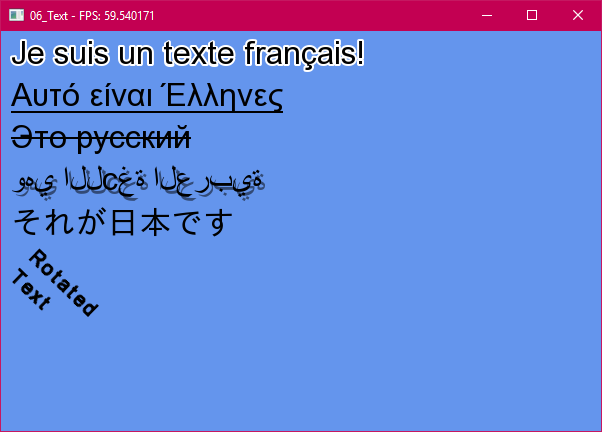 06_Text - FPS: 59.540171
Je suis un texte français!
Αυτό είναι Έλληνες
Это русский
وهي اللغة العربية
それが日本です
Rotated
Text